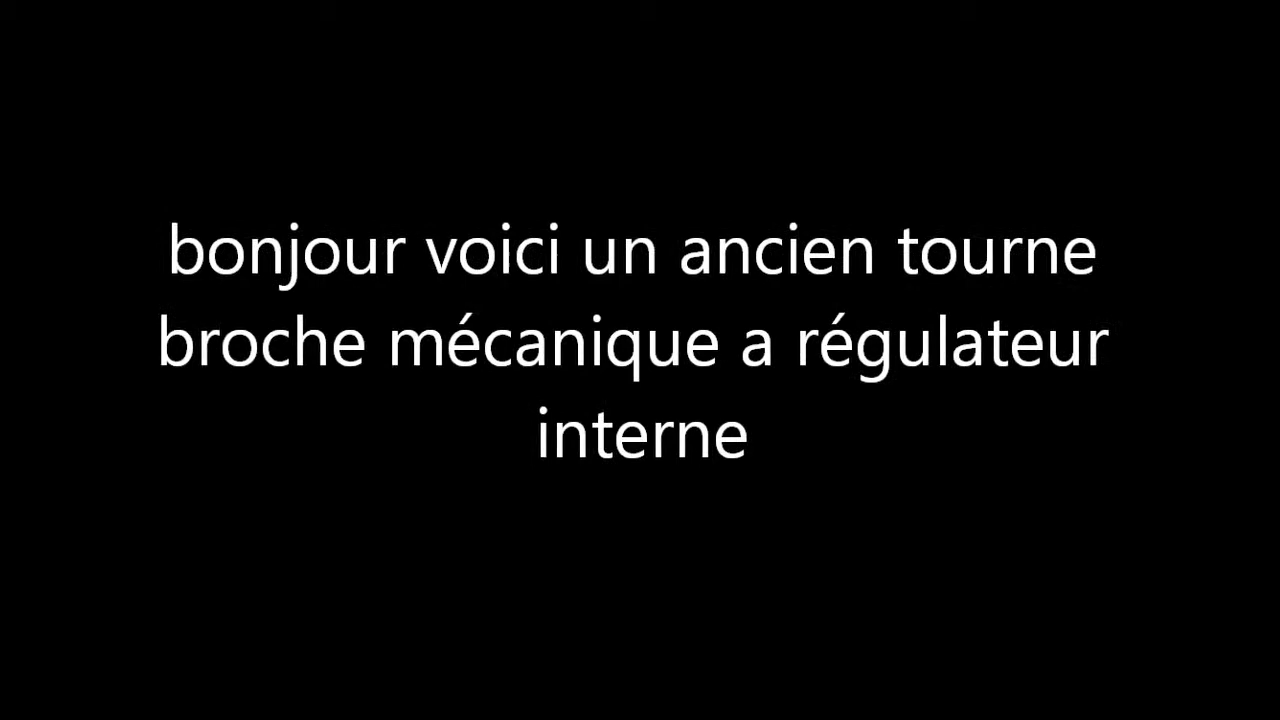 bonjour voici un ancien tourne
broche mécanique a régulateur
interne